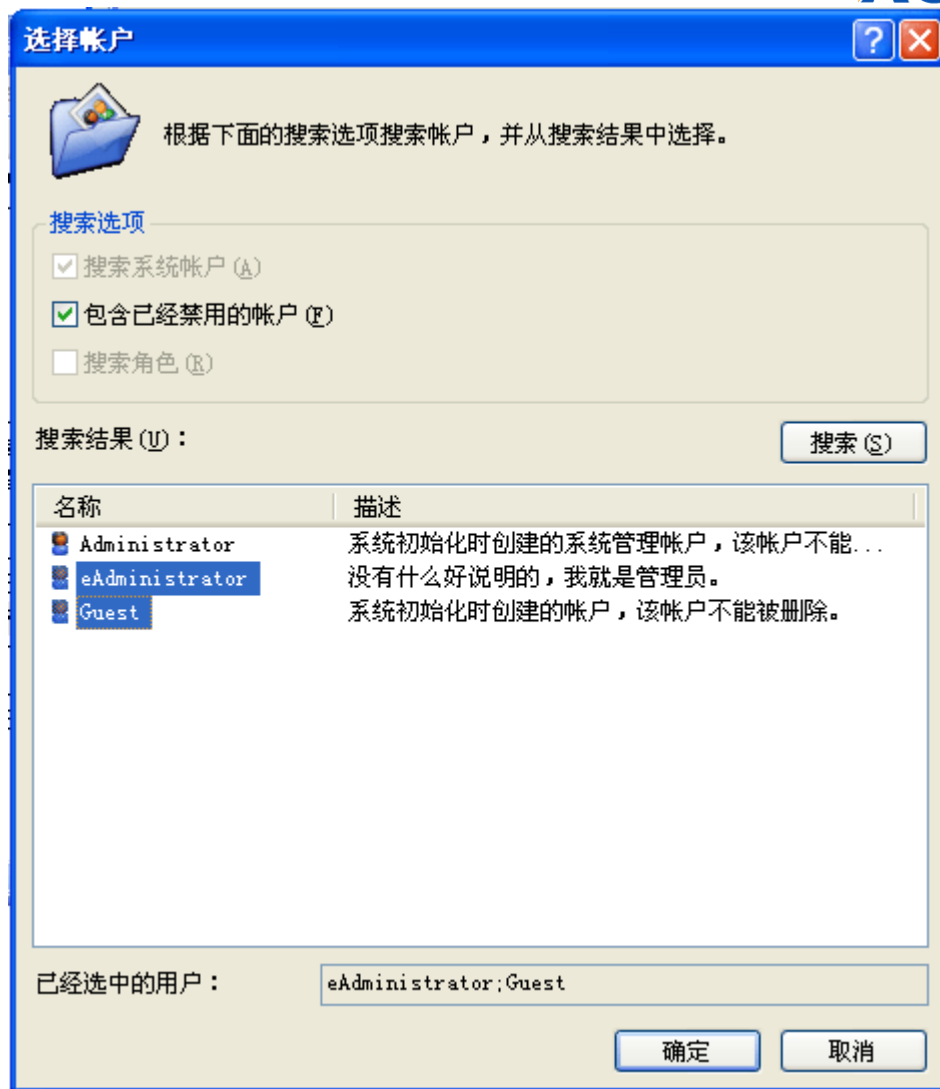 选择帐户
根据下面的搜索选项搜索帐户，并从搜索结果中选择。
搜索选项
搜索系统帐户(A)
包含已经禁用的帐户(F)
搜索角色(R)
搜索结果(U)：
搜索(S)
名称 描述
Administrator 系统初始化时创建的系统管理帐户，该帐户不能...
eAdministrator 没有什么好说明的，我就是管理员。
Guest 系统初始化时创建的帐户，该帐户不能被删除。
已经选中的用户： eAdministrator;Guest
确定 取消